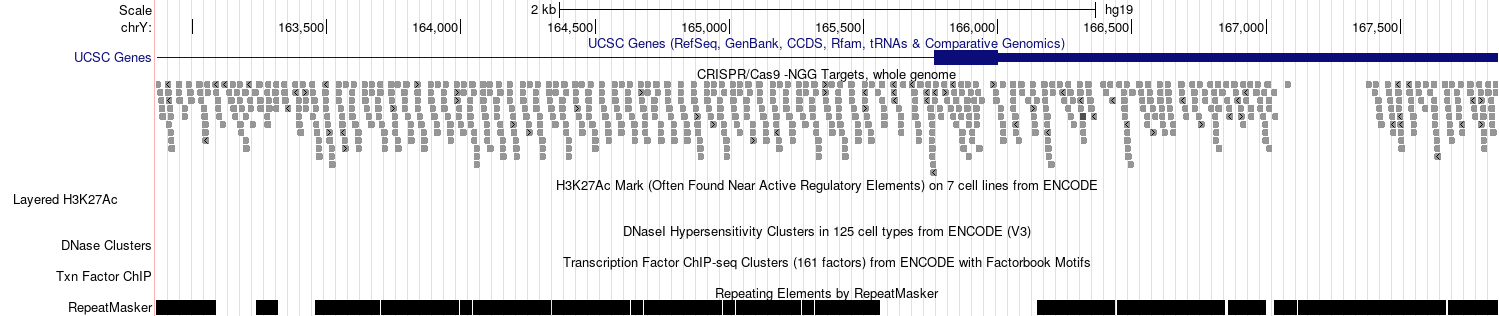 Scale 2 kb hg19
chrY: 163,500 164,000 164,500 165,000 165,500 166,000 166,500 167,000 167,500
UCSC Genes (RefSeq, GenBank, CCDS, Rfam, tRNAs & Comparative Genomics)
UCSC Genes
CRISPR/Cas9 -NGG Targets, whole genome
H3K27Ac Mark (Often Found Near Active Regulatory Elements) on 7 cell lines from ENCODE
Layered H3K27Ac
DNaseI Hypersensitivity Clusters in 125 cell types from ENCODE (V3)
DNase Clusters
Transcription Factor ChIP-seq Clusters (161 factors) from ENCODE with Factorbook Motifs
Txn Factor ChIP
Repeating Elements by RepeatMasker
RepeatMasker